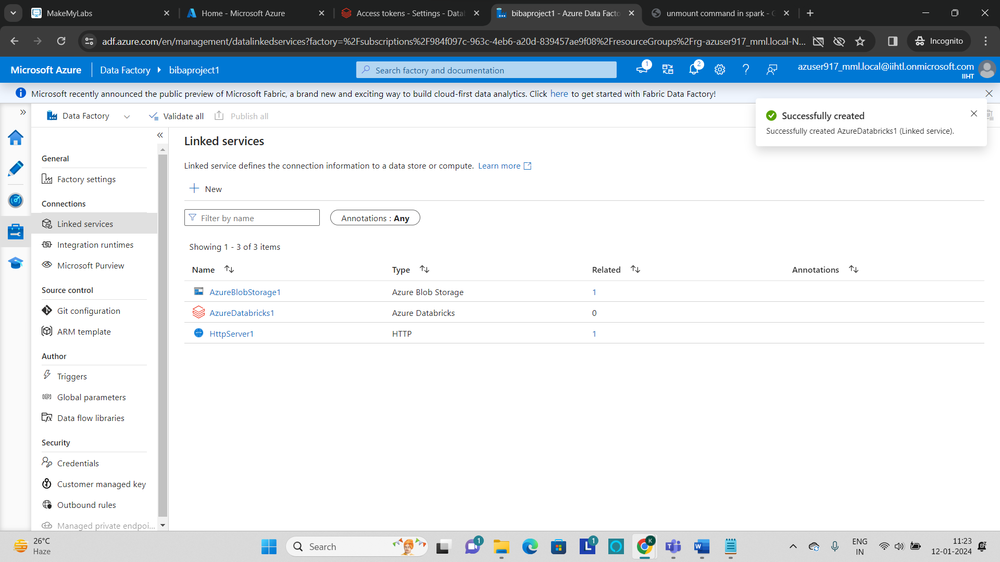 MakeMyLabs
Home - Microsoft Azure
Access tokens - Settings - Data
bibaproject1 - Azure Data Facto
unmount command in spark - G
adf.azure.com/en/management/datalinkedservices?factory=%2Fsubscriptions%2F984f097c-963c-4eb6-a20d-839457ae9f08%2FresourceGroups%2Frg-azuser917_mml.local-N...
Incognito
Microsoft Azure
Data Factory
bibaproject1
Search factory and documentation
1
2
azuser917_mml.local@iihtl.onmicrosoft.com
IIHT
Microsoft recently announced the public preview of Microsoft Fabric, a brand new and exciting way to build cloud-first data analytics. Click here to get started with Fabric Data Factory!
Data Factory
Validate all
Publish all
Successfully created
Successfully created AzureDatabricks1 (Linked service).
General
Factory settings
Connections
Linked services
Integration runtimes
Microsoft Purview
Source control
Git configuration
ARM template
Author
Triggers
Global parameters
Data flow libraries
Security
Credentials
Customer managed key
Outbound rules
Managed private endpoi...
Linked services
Linked service defines the connection information to a data store or compute. Learn more
New
Filter by name
Annotations : Any
Showing 1 - 3 of 3 items
Name Type Related Annotations
AzureBlobStorage1 Azure Blob Storage 1
AzureDatabricks1 Azure Databricks 0
HttpServer1 HTTP 1
26°C
Haze
Search
1
L
1
K
ENG
IN
11:23
12-01-2024